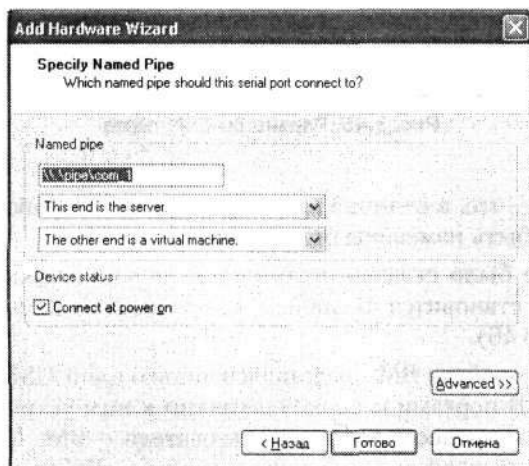 Add Hardware Wizard
Specify Named Pipe
Which named pipe should this serial port connect to?
Named pipe
\\.\pipe\com_1
This end is the server.
The other end is a virtual machine.
Device status
Connect at power on
Advanced >>
< Назад
Готово
Отмена